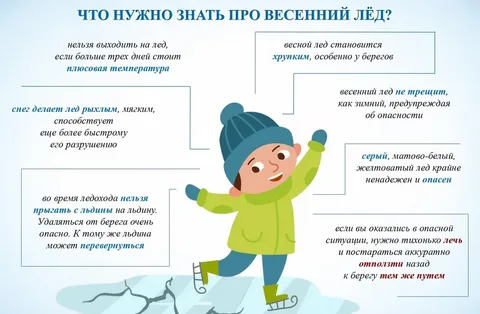 ЧТО НУЖНО ЗНАТЬ ПРО ВЕСЕННИЙ ЛЁД?
нельзя выходить на лед,
если больше трех дней стоит
плюсовая температура
весной лед становится
хрупким, особенно у берегов
снег делает лед рыхлым, мягким,
способствует
еще более быстрому
его разрушению
весенний лед не трещит,
как зимний, предупреждая
об опасности
серый, матово-белый,
желтоватый лед крайне
ненадежен и опасен
во время ледохода нельзя
прыгать с льдины на льдину.
Удаляться от берега очень
опасно. К тому же льдина
может перевернуться
если вы оказались в опасной
ситуации, нужно тихонько лечь
и постараться аккуратно
отползти назад
к берегу тем же путем